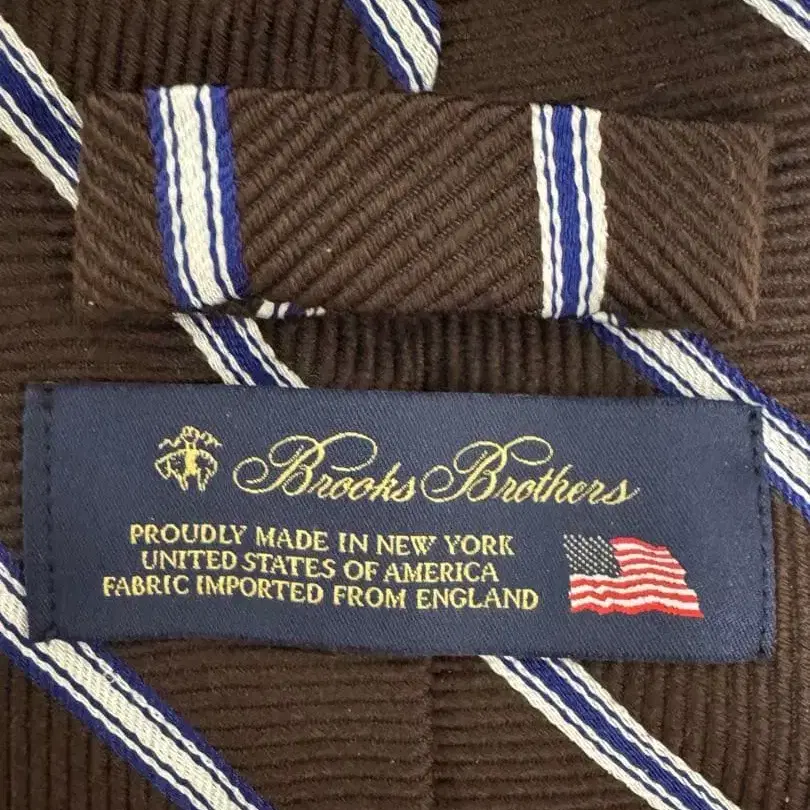 Brooks Brothers
PROUDLY MADE IN NEW YORK
UNITED STATES OF AMERICA
FABRIC IMPORTED FROM ENGLAND